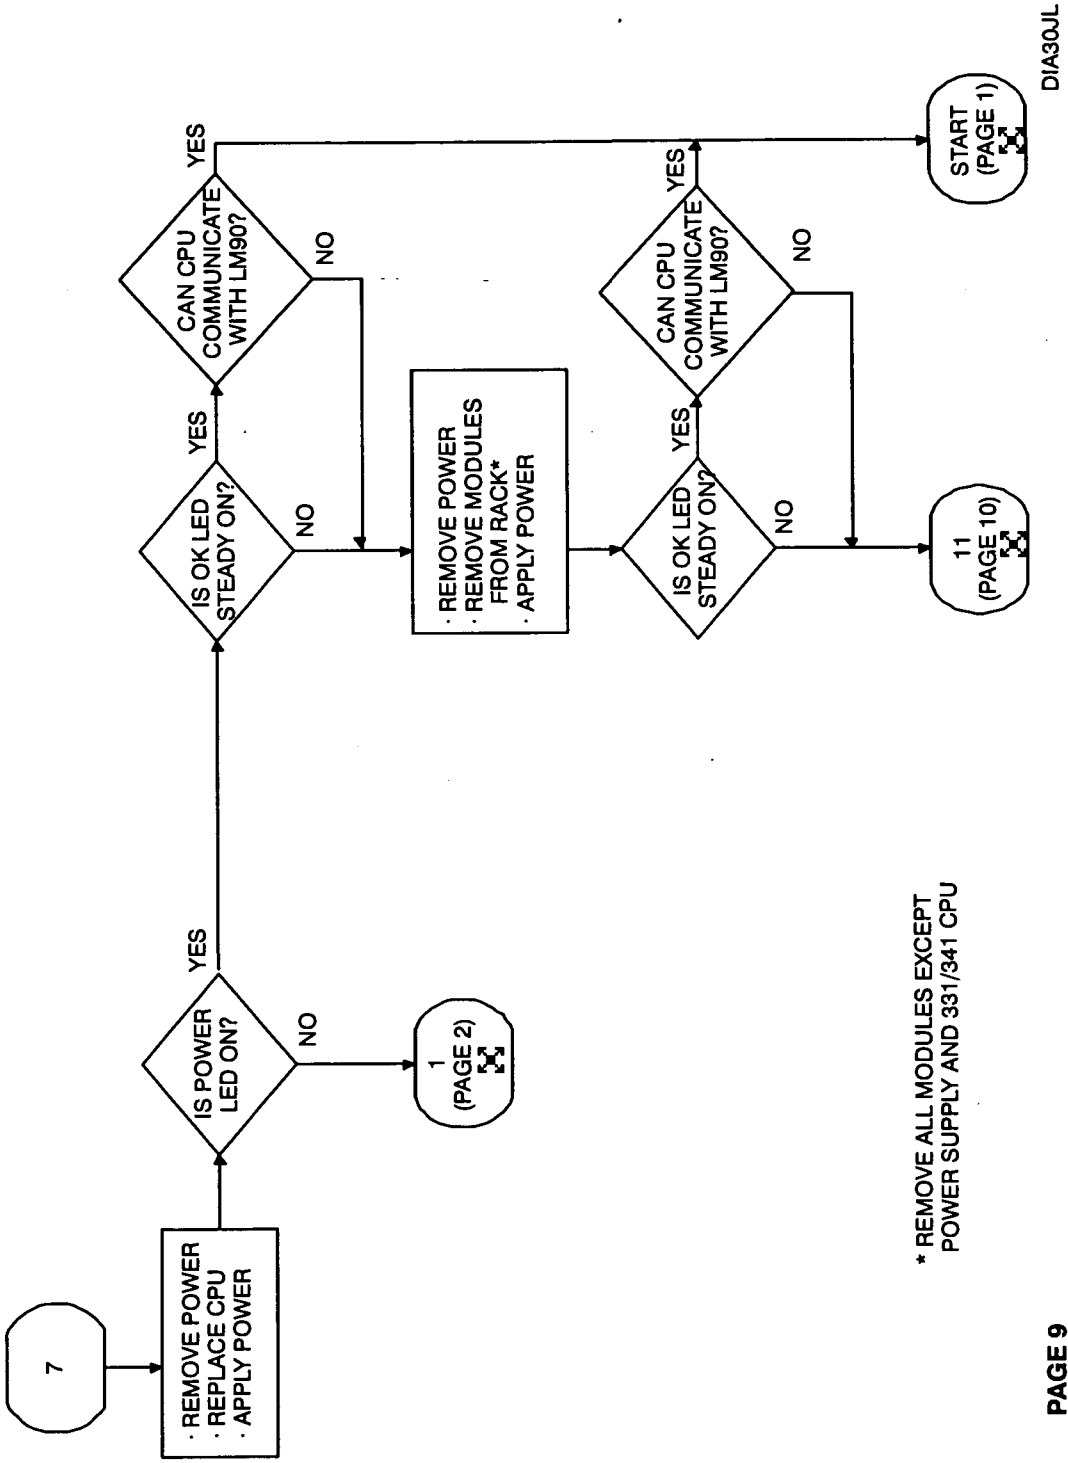 7
· REMOVE POWER
· REPLACE CPU
· APPLY POWER
IS POWER
LED ON?
YES
NO
1
(PAGE 2)
IS OK LED
STEADY ON?
YES
NO
CAN CPU
COMMUNICATE
WITH LM90?
YES
NO
· REMOVE POWER
· REMOVE MODULES
FROM RACK*
· APPLY POWER
IS OK LED
STEADY ON?
YES
NO
CAN CPU
COMMUNICATE
WITH LM90?
YES
NO
11
(PAGE 10)
START
(PAGE 1)
* REMOVE ALL MODULES EXCEPT
POWER SUPPLY AND 331/341 CPU
PAGE 9
DIA30JL